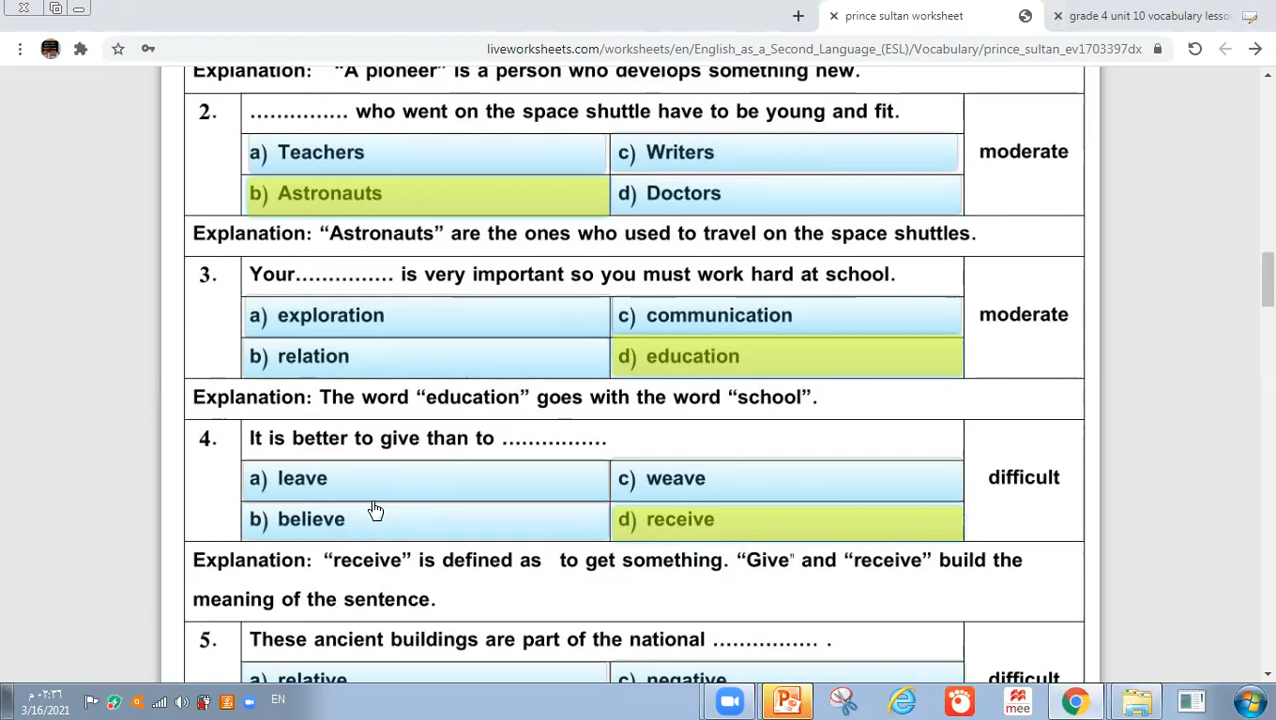 prince sultan worksheet
grade 4 unit 10 vocabulary lesso
liveworksheets.com/worksheets/en/English_as_a_Second_Language_(ESL)/Vocabulary/prince_sultan_ev1703397dx
Explanation: “A pioneer” is a person who develops something new.
2. …………… who went on the space shuttle have to be young and fit.
a) Teachers c) Writers moderate
b) Astronauts d) Doctors
Explanation: “Astronauts” are the ones who used to travel on the space shuttles.
3. Your…………… is very important so you must work hard at school.
a) exploration c) communication moderate
b) relation d) education
Explanation: The word “education” goes with the word “school”.
4. It is better to give than to ……………
a) leave c) weave difficult
b) believe d) receive
Explanation: “receive” is defined as to get something. “Give" and “receive” build the
meaning of the sentence.
5. These ancient buildings are part of the national …………… .
a) relative c) negative difficult
EN
mee
٠٢:٣٦ م
3/16/2021